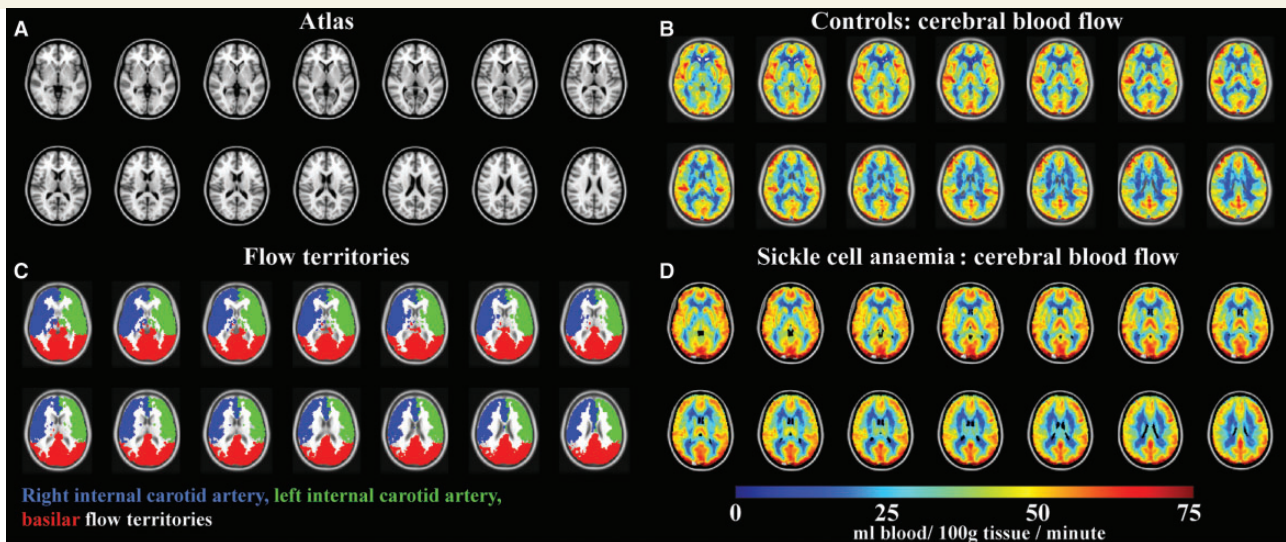 A
Atlas
B
Controls: cerebral blood flow
C
Flow territories
D
Sickle cell anaemia : cerebral blood flow
Right internal carotid artery, left internal carotid artery,
basilar flow territories
0 25 50 75
ml blood/ 100g tissue / minute